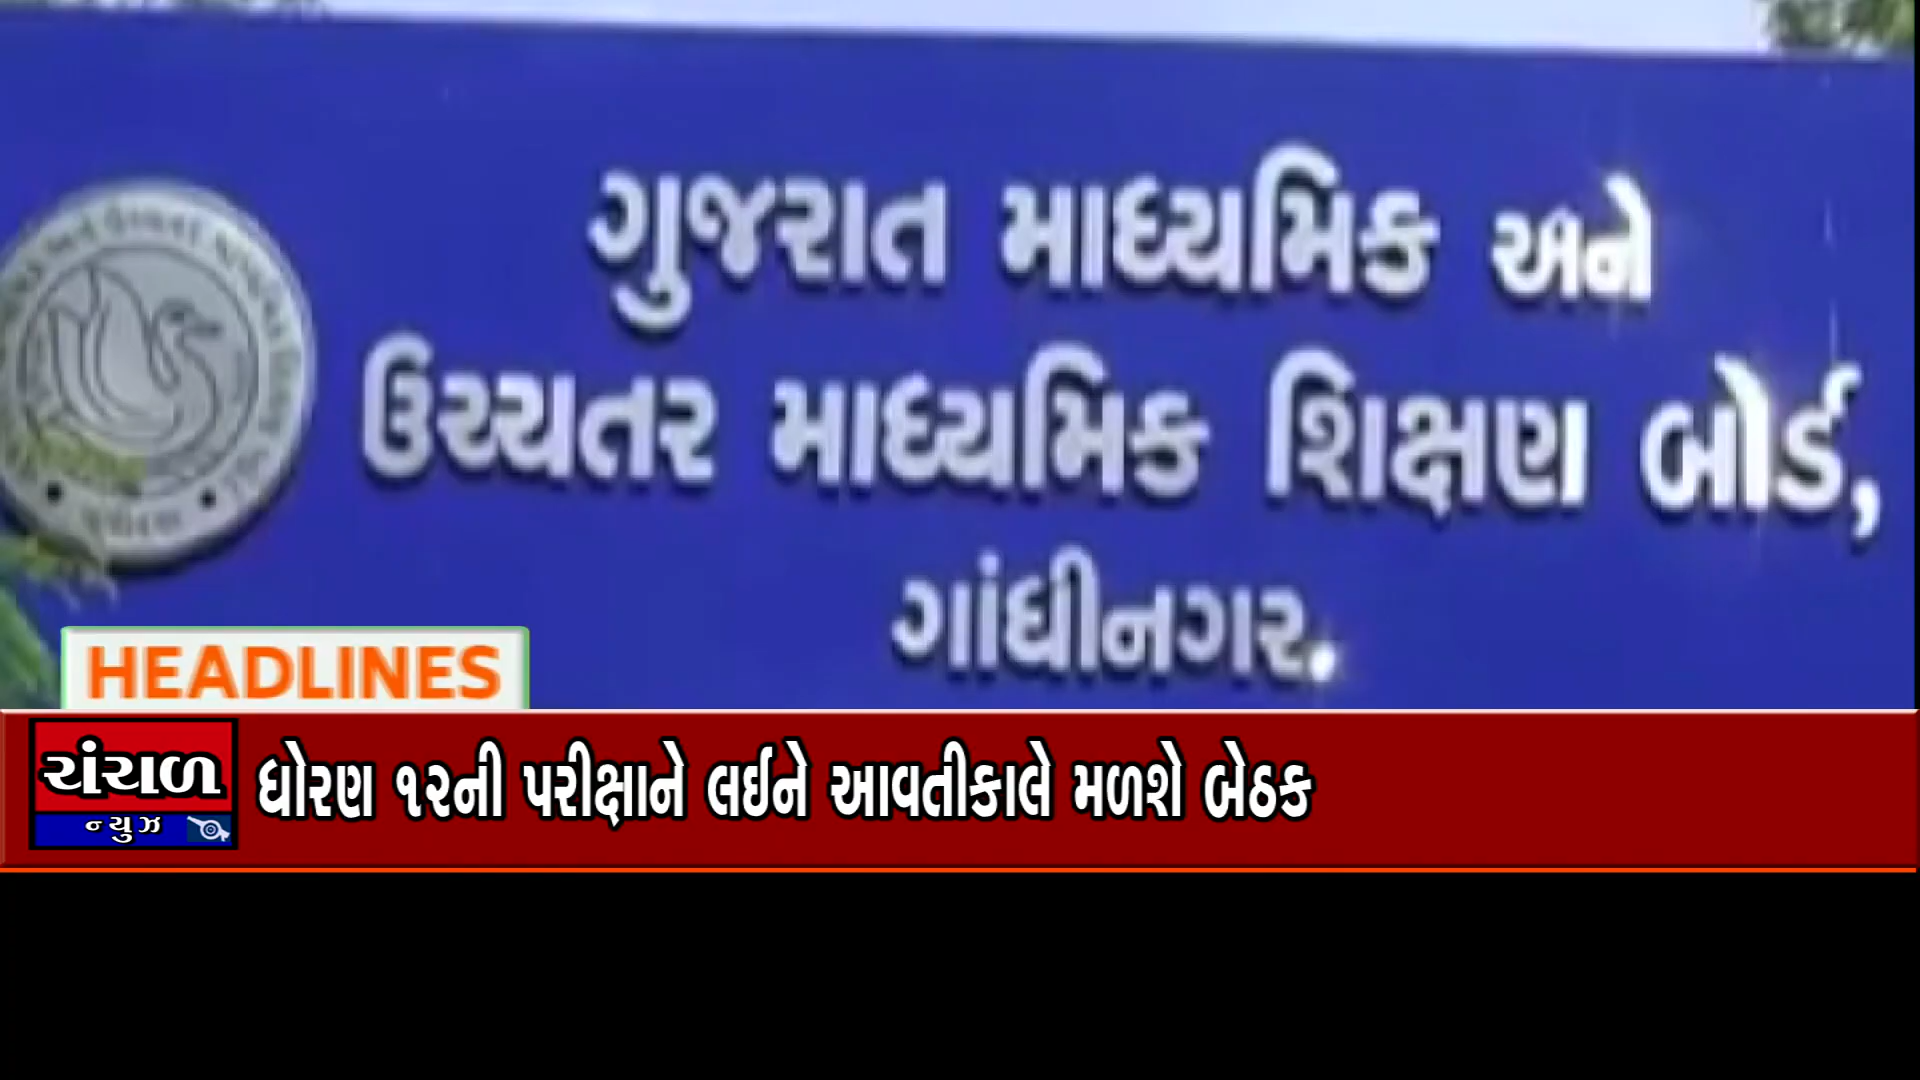 ગુજરાત માધ્યમિક અને
ઉચ્ચતર માધ્યમિક શિક્ષણ બોર્ડ,
ગાંધીનગર.
HEADLINES
ચંચળ
ન્યુઝ
ધોરણ ૧૨ની પરીક્ષાને લઈને આવતીકાલે મળશે બેઠક